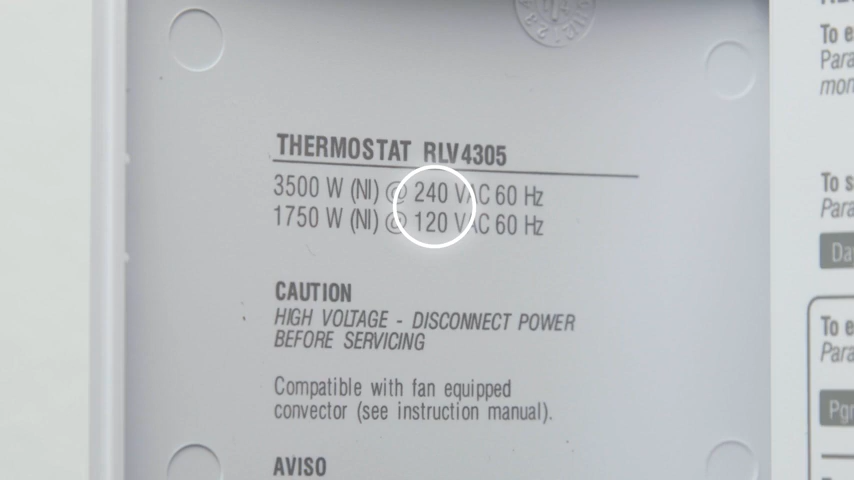 THERMOSTAT RLV4305
3500 W (NI) @ 240 VAC 60 Hz
1750 W (NI) @ 120 VAC 60 Hz
CAUTION
HIGH VOLTAGE - DISCONNECT POWER
BEFORE SERVICING
Compatible with fan equipped
convector (see instruction manual).
AVISO
To e
Para
mon
To s
Para
Da
To e
Para
Pgr